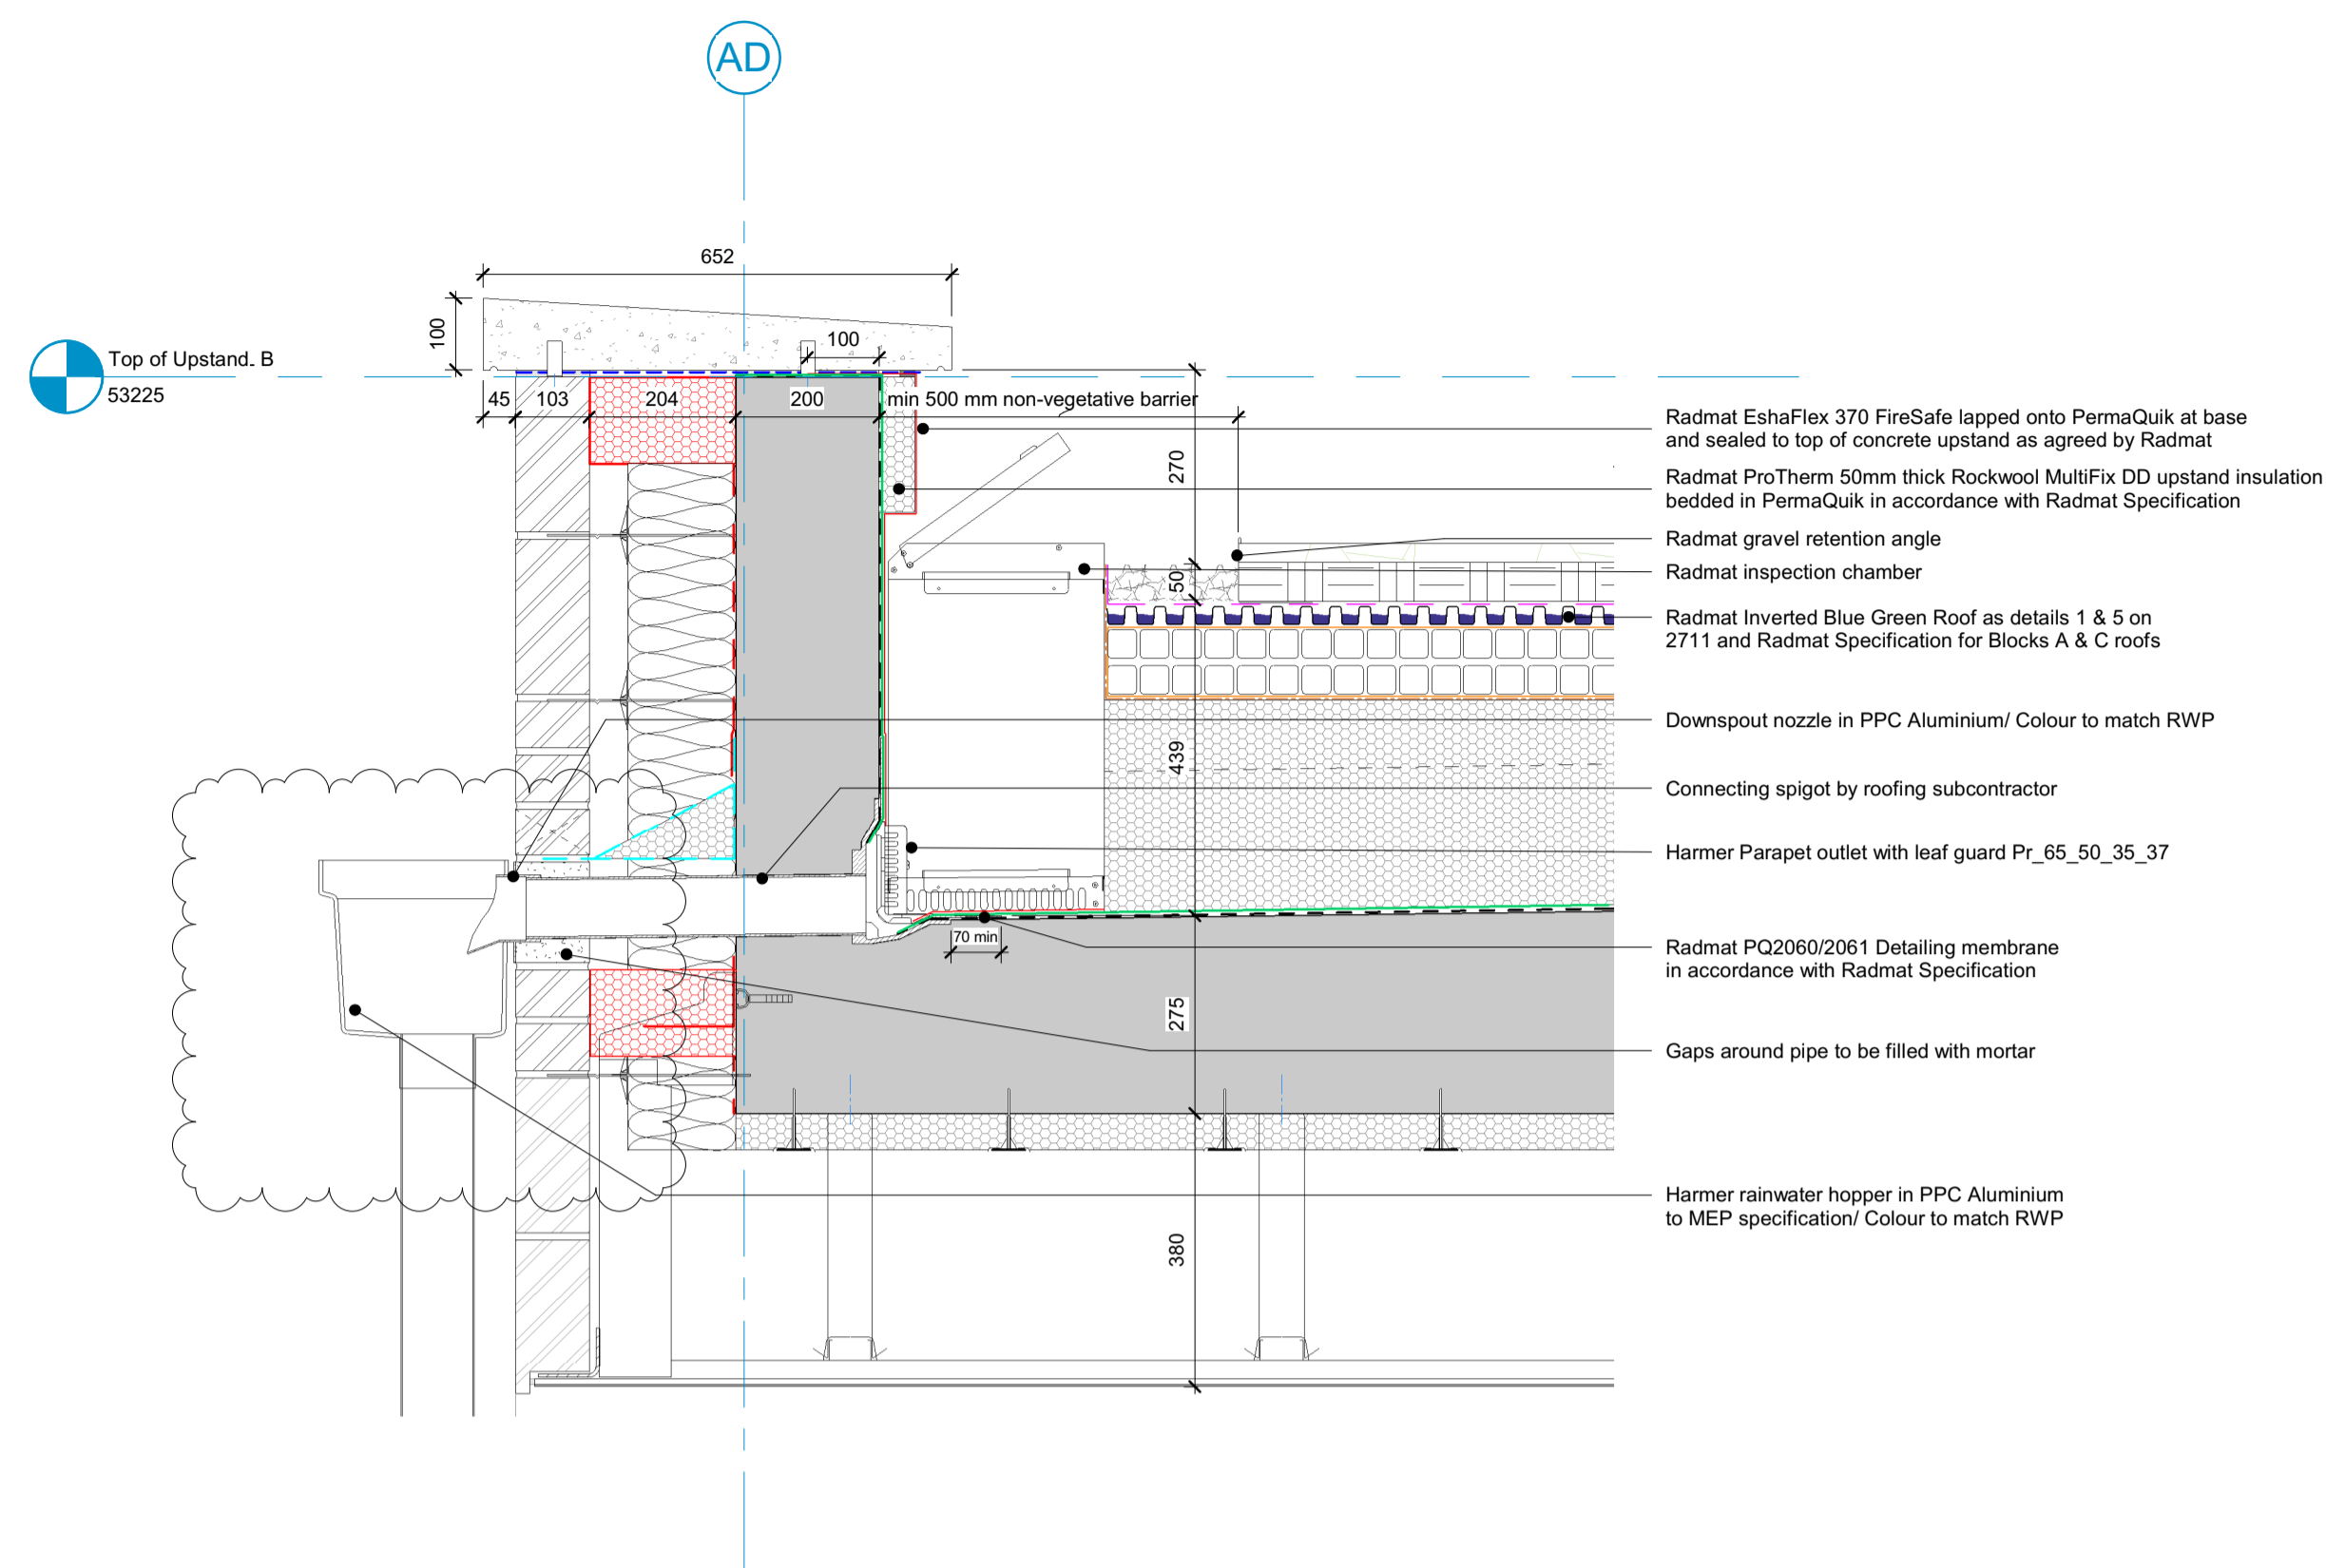 AD
652
100
100
Top of Upstand. B
53225
45
103
204
200
min 500 mm non-vegetative barrier
270
50
439
70 min
275
380
Radmat EshaFlex 370 FireSafe lapped onto PermaQuik at base
and sealed to top of concrete upstand as agreed by Radmat
Radmat ProTherm 50mm thick Rockwool MultiFix DD upstand insulation
bedded in PermaQuik in accordance with Radmat Specification
Radmat gravel retention angle
Radmat inspection chamber
Radmat Inverted Blue Green Roof as details 1 & 5 on
2711 and Radmat Specification for Blocks A & C roofs
Downspout nozzle in PPC Aluminium/ Colour to match RWP
Connecting spigot by roofing subcontractor
Harmer Parapet outlet with leaf guard Pr_65_50_35_37
Radmat PQ2060/2061 Detailing membrane
in accordance with Radmat Specification
Gaps around pipe to be filled with mortar
Harmer rainwater hopper in PPC Aluminium
to MEP specification/ Colour to match RWP